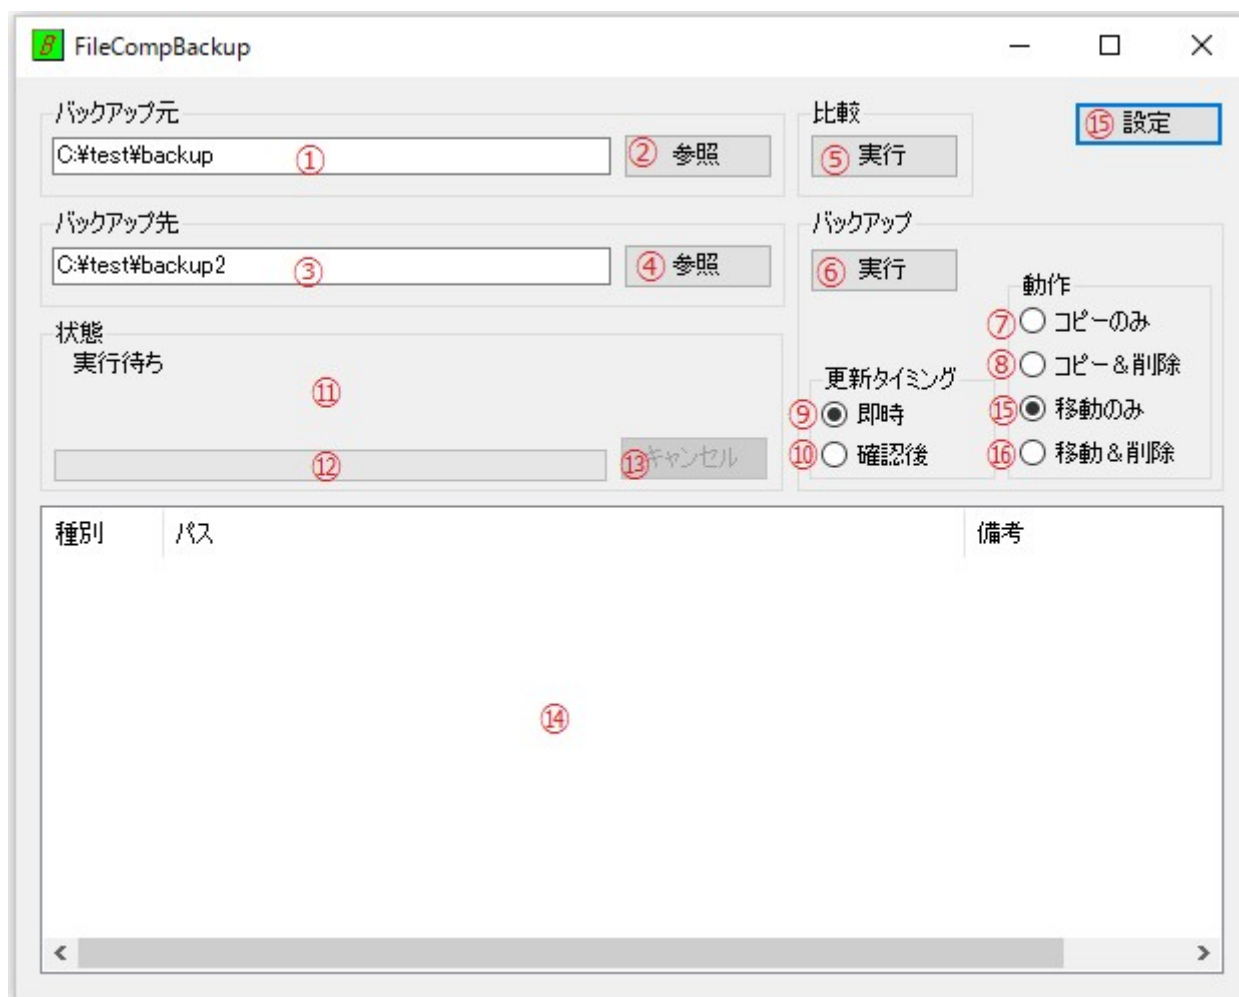 B FileCompBackup
バックアップ元
C:¥test¥backup ①
② 参照
比較
⑤ 実行
⑮ 設定
バックアップ先
C:¥test¥backup2 ③
④ 参照
バックアップ
⑥ 実行
動作
⑦ コピーのみ
⑧ コピー&削除
⑮ 移動のみ
⑯ 移動&削除
更新タイミング
⑨ 即時
⑩ 確認後
状態
実行待ち
⑪
⑫
⑬キャンセル
種別 パス 備考
⑭